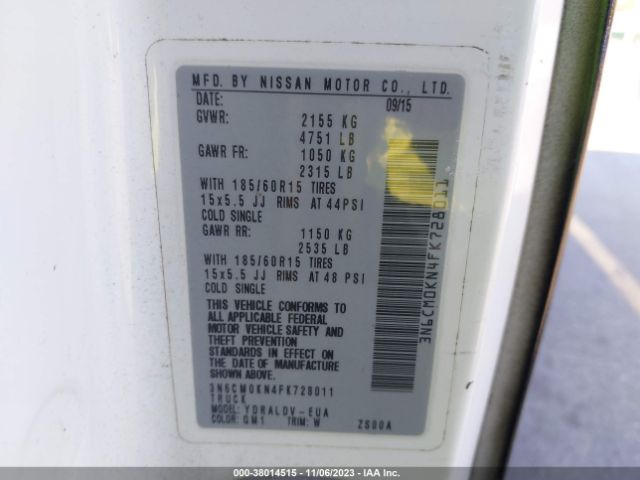 MFD. BY NISSAN MOTOR CO., LTD.
DATE: 09/15
GVWR: 2155 KG
4751 LB
GAWR FR: 1050 KG
2315 LB
WITH 185/60R15 TIRES
15x5.5 JJ RIMS AT 44PSI
COLD SINGLE
GAWR RR: 1150 KG
2535 LB
WITH 185/60R15 TIRES
15x5.5 JJ RIMS AT 48 PSI
COLD SINGLE
THIS VEHICLE CONFORMS TO
ALL APPLICABLE FEDERAL
MOTOR VEHICLE SAFETY AND
THEFT PREVENTION
STANDARDS IN EFFECT ON
THE DATE OF MANUFACTURE
SHOWN ABOVE.
3N6CM0KN4FK728011
TRUCK
MODEL: YDRALDV-EUA
COLOR: QM1 TRIM: W ZS00A
3N6CM0KN4FK728011
000-38014515 - 11/06/2023 - IAA Inc.